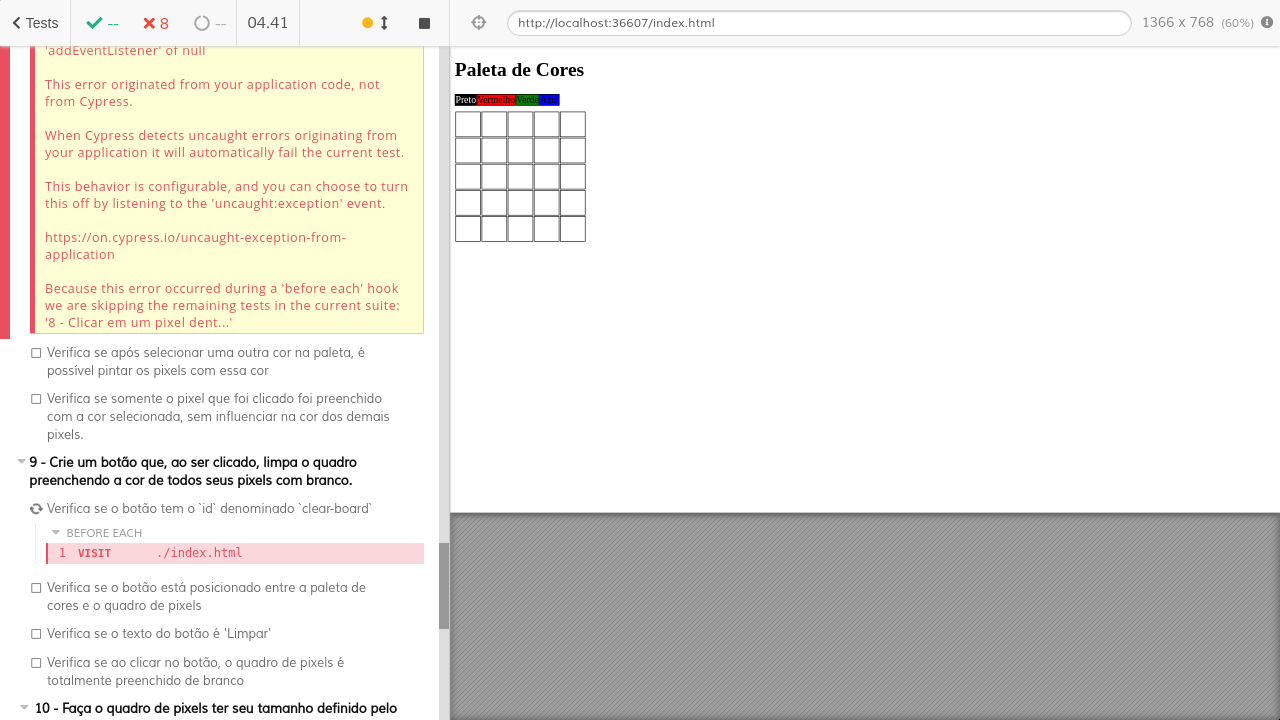 Tests -- 8 -- 04.41 http://localhost:36607/index.html 1366 x 768 (60%)
'addEventListener' of null
This error originated from your application code, not
from Cypress.
When Cypress detects uncaught errors originating from
your application it will automatically fail the current test.
This behavior is configurable, and you can choose to turn
this off by listening to the 'uncaught:exception' event.
https://on.cypress.io/uncaught-exception-from-
application
Because this error occurred during a 'before each' hook
we are skipping the remaining tests in the current suite:
'8 - Clicar em um pixel dent...'
Verifica se após selecionar uma outra cor na paleta, é
possível pintar os pixels com essa cor
Verifica se somente o pixel que foi clicado foi preenchido
com a cor selecionada, sem influenciar na cor dos demais
pixels.
9 - Crie um botão que, ao ser clicado, limpa o quadro
preenchendo a cor de todos seus pixels com branco.
Verifica se o botão tem o `id` denominado `clear-board`
BEFORE EACH
1 VISIT ./index.html
Verifica se o botão está posicionado entre a paleta de
cores e o quadro de pixels
Verifica se o texto do botão é 'Limpar'
Verifica se ao clicar no botão, o quadro de pixels é
totalmente preenchido de branco
10 - Faça o quadro de pixels ter seu tamanho definido pelo
Paleta de Cores
Preto Vermelho Verde Azul